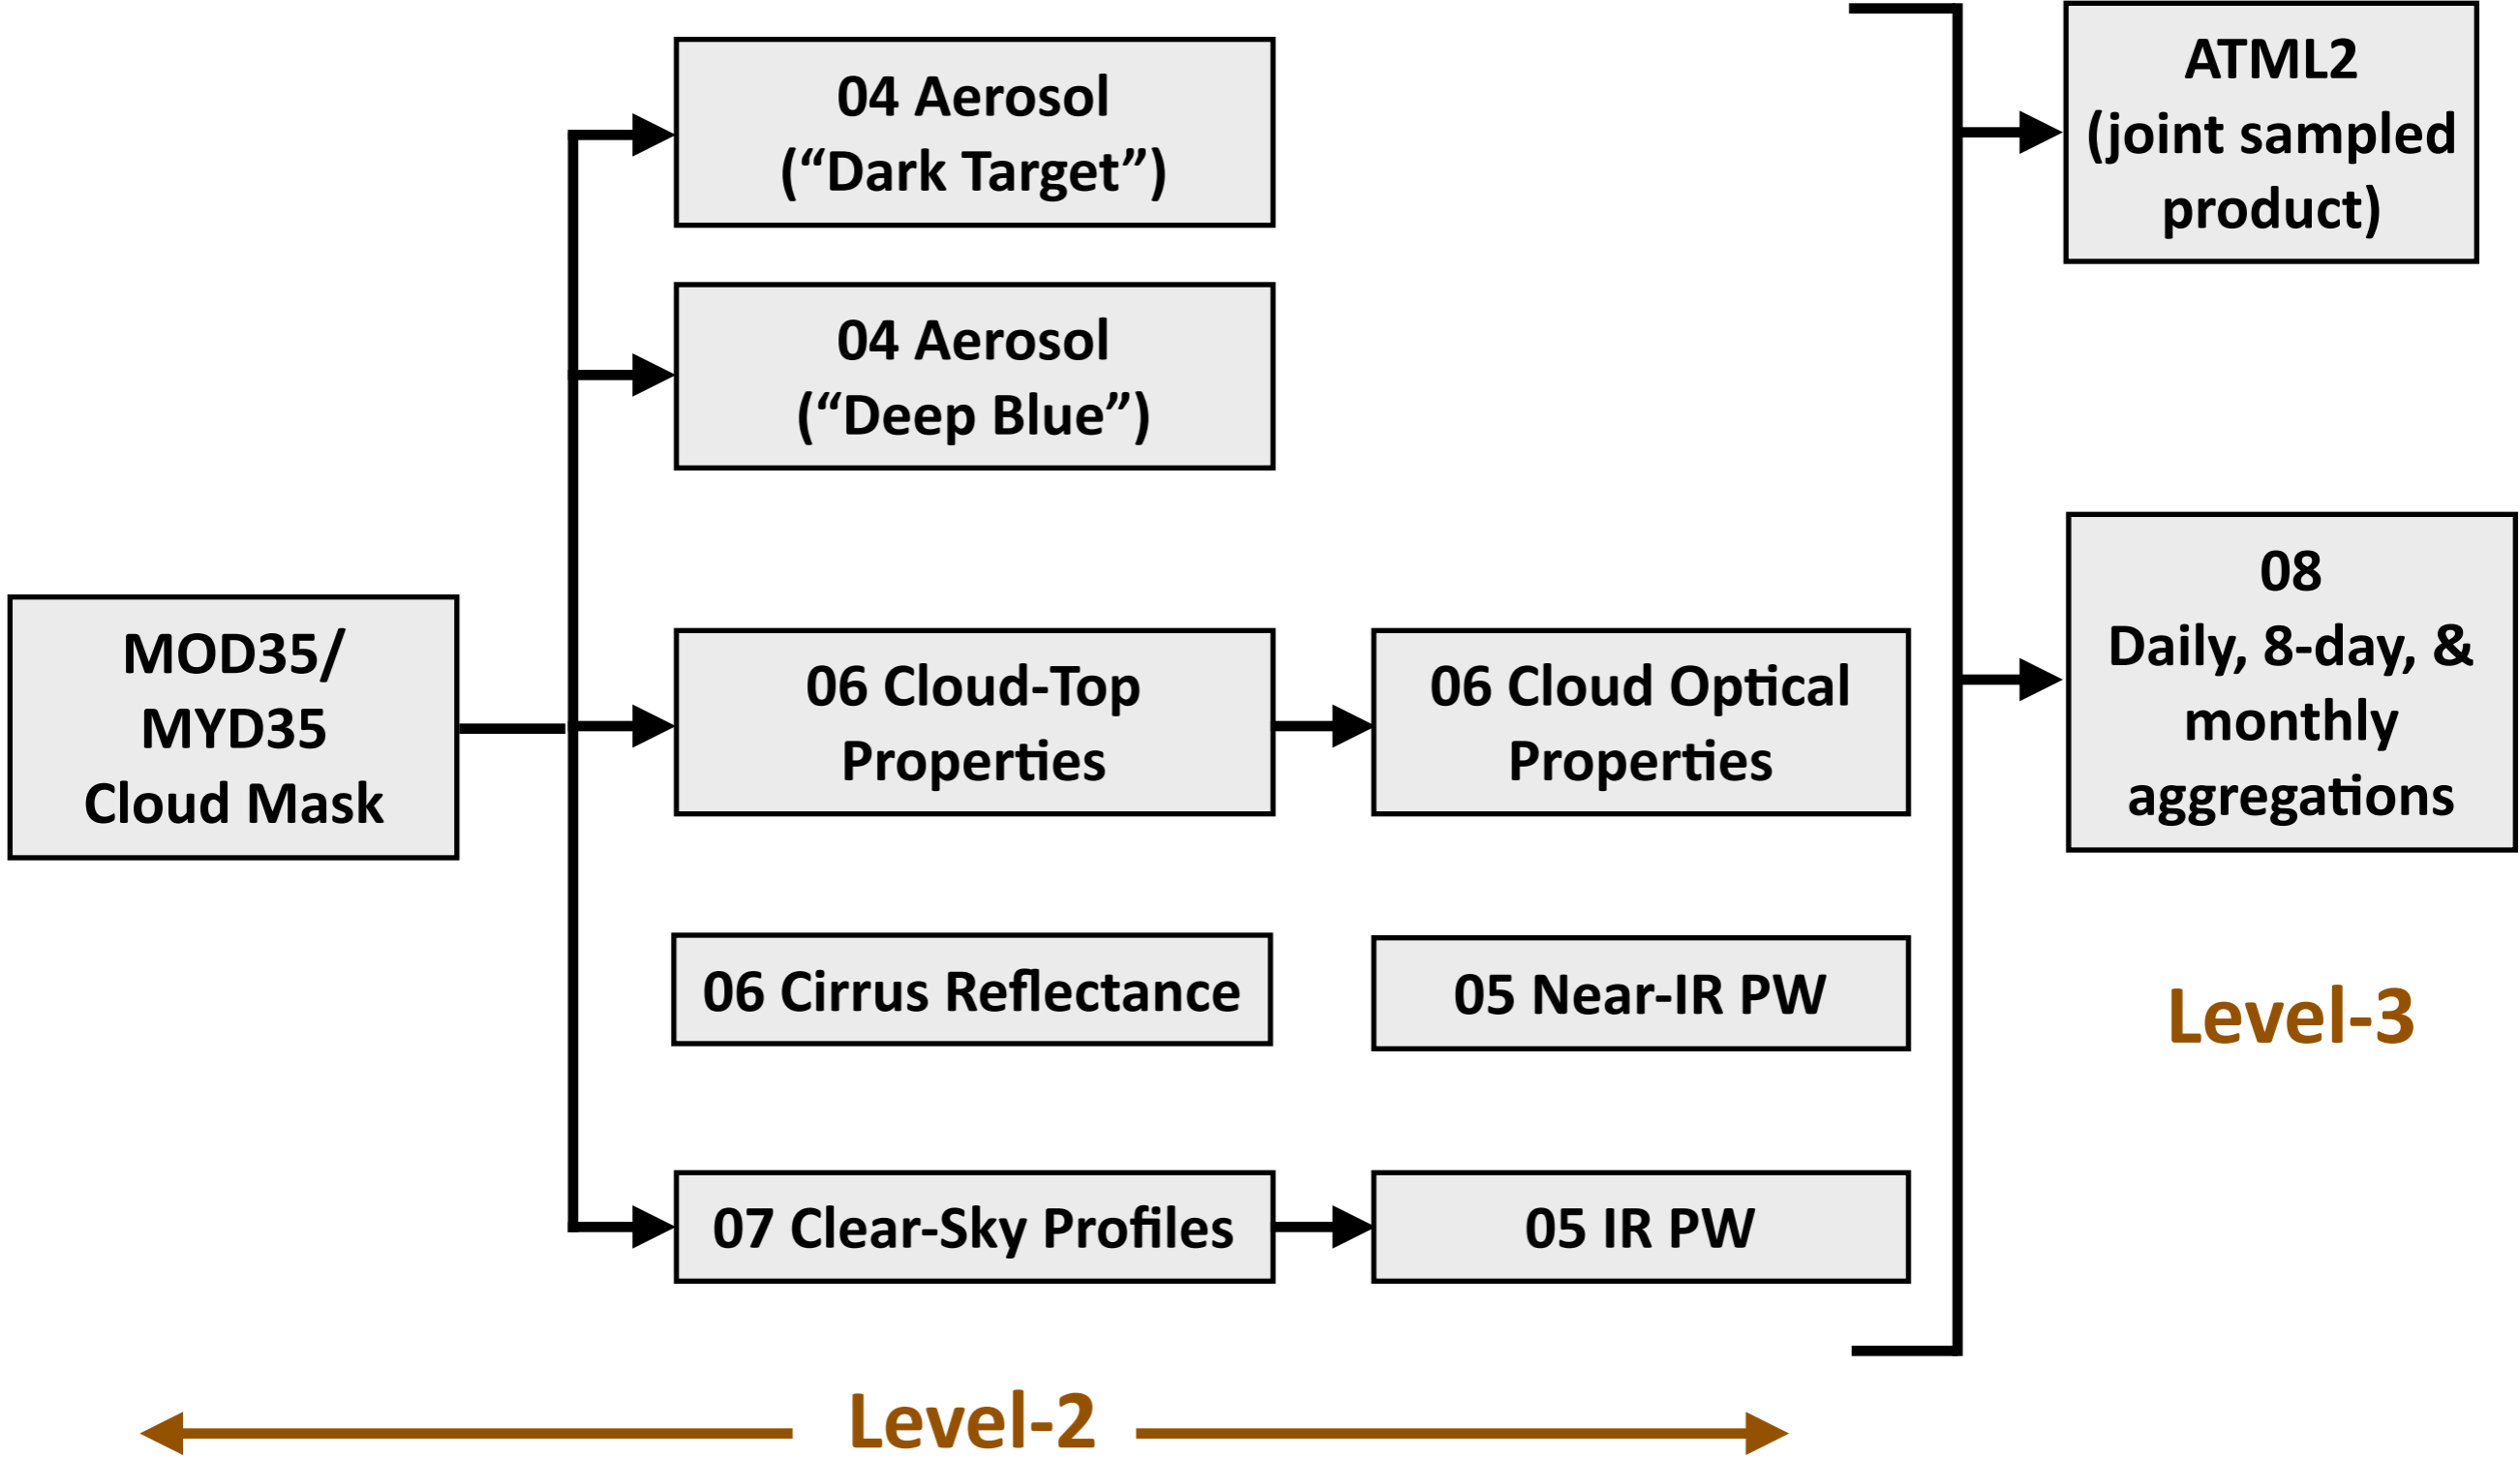 MOD35/
MYD35
Cloud Mask
04 Aerosol
(“Dark Target”)
04 Aerosol
(“Deep Blue”)
06 Cloud-Top
Properties
06 Cloud Optical
Properties
06 Cirrus Reflectance
05 Near-IR PW
07 Clear-Sky Profiles
05 IR PW
ATML2
(joint sampled
product)
08
Daily, 8-day, &
monthly
aggregations
Level-3
Level-2